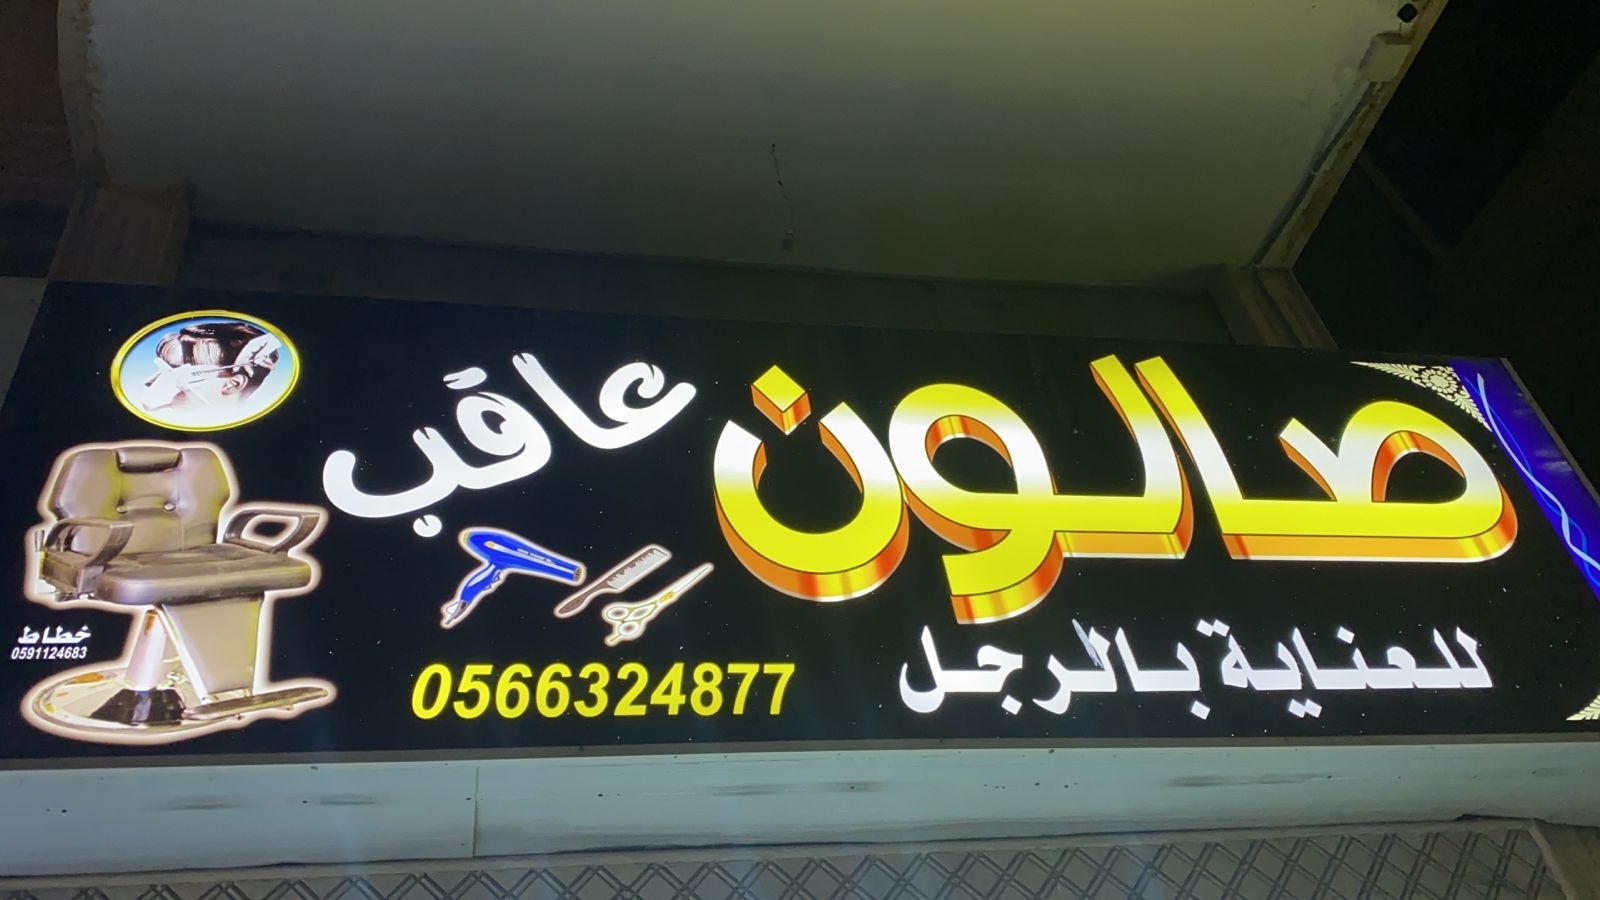 صالون عاقب
للعناية بالرجل
0566324877
خطاط
0591124683